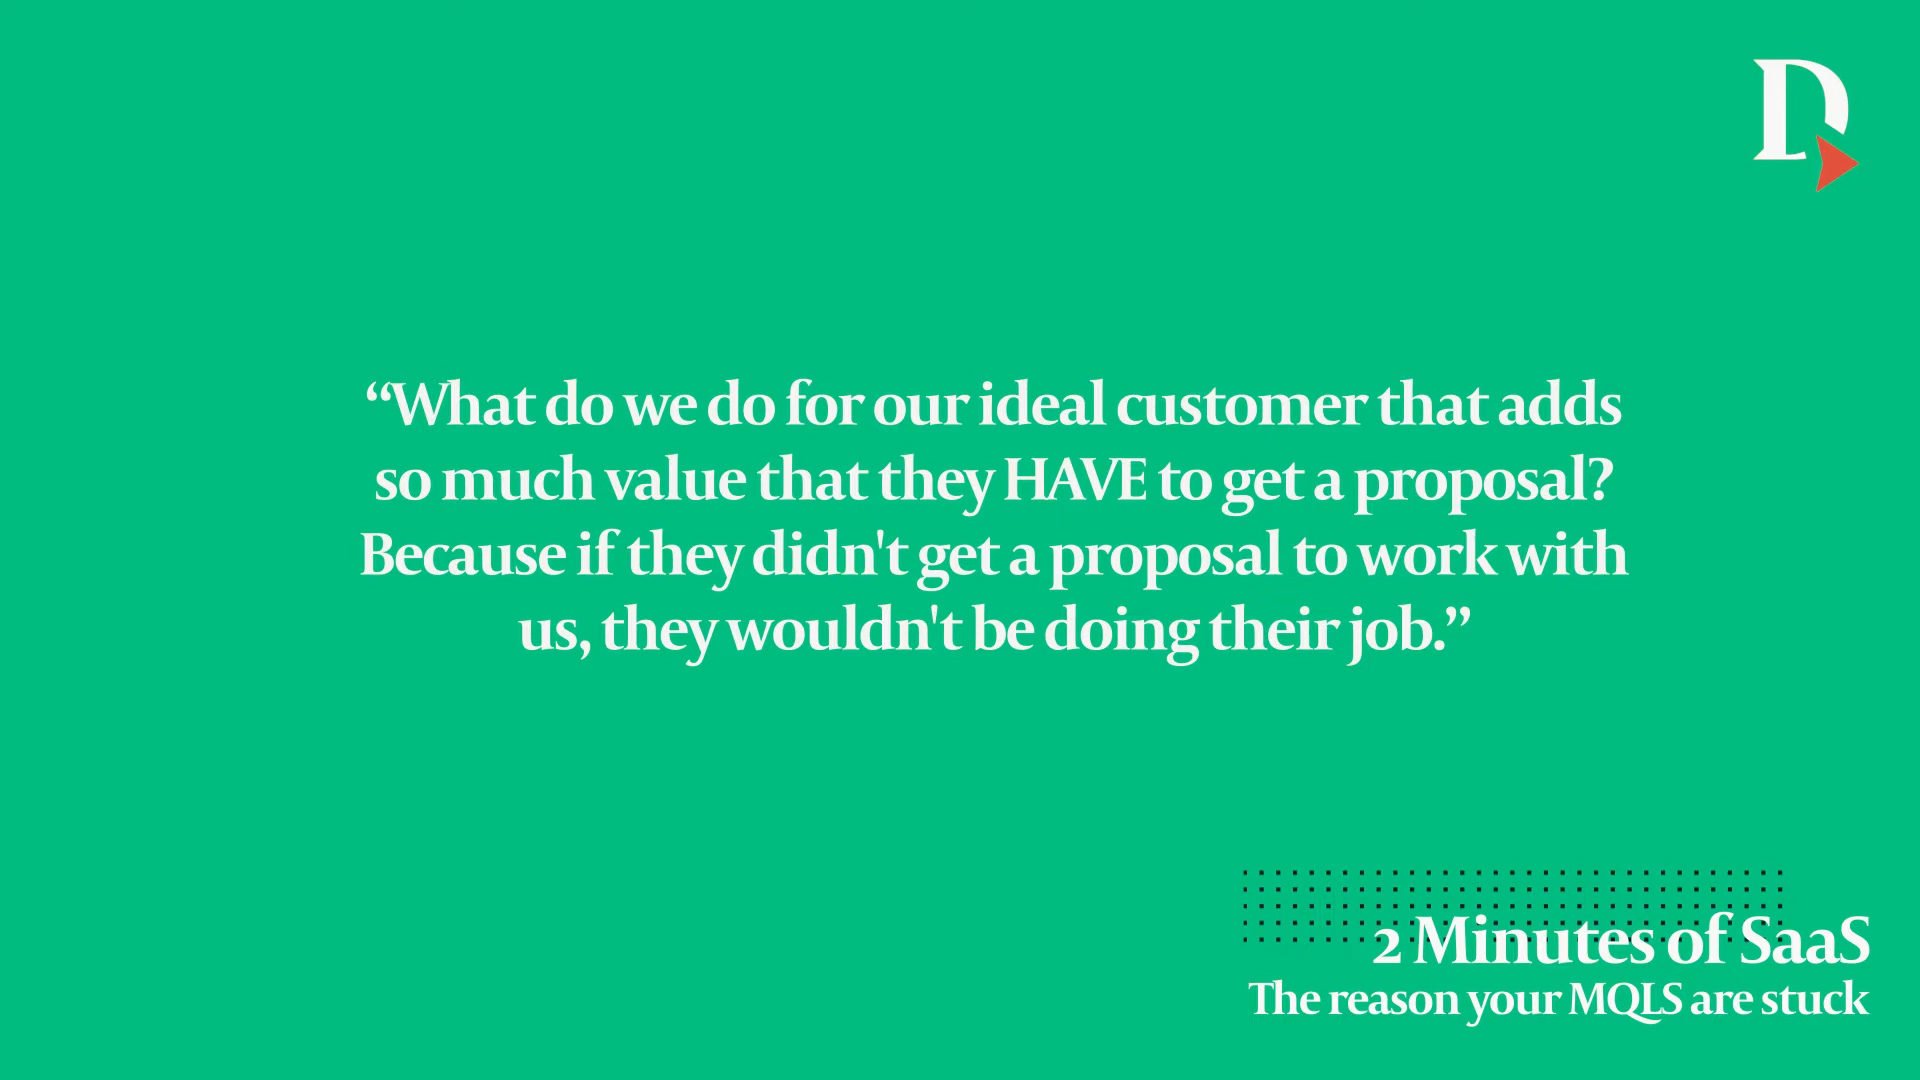 “What do we do for our ideal customer that adds
so much value that they HAVE to get a proposal?
Because if they didn't get a proposal to work with
us, they wouldn't be doing their job.”
2 Minutes of SaaS
The reason your MQLS are stuck